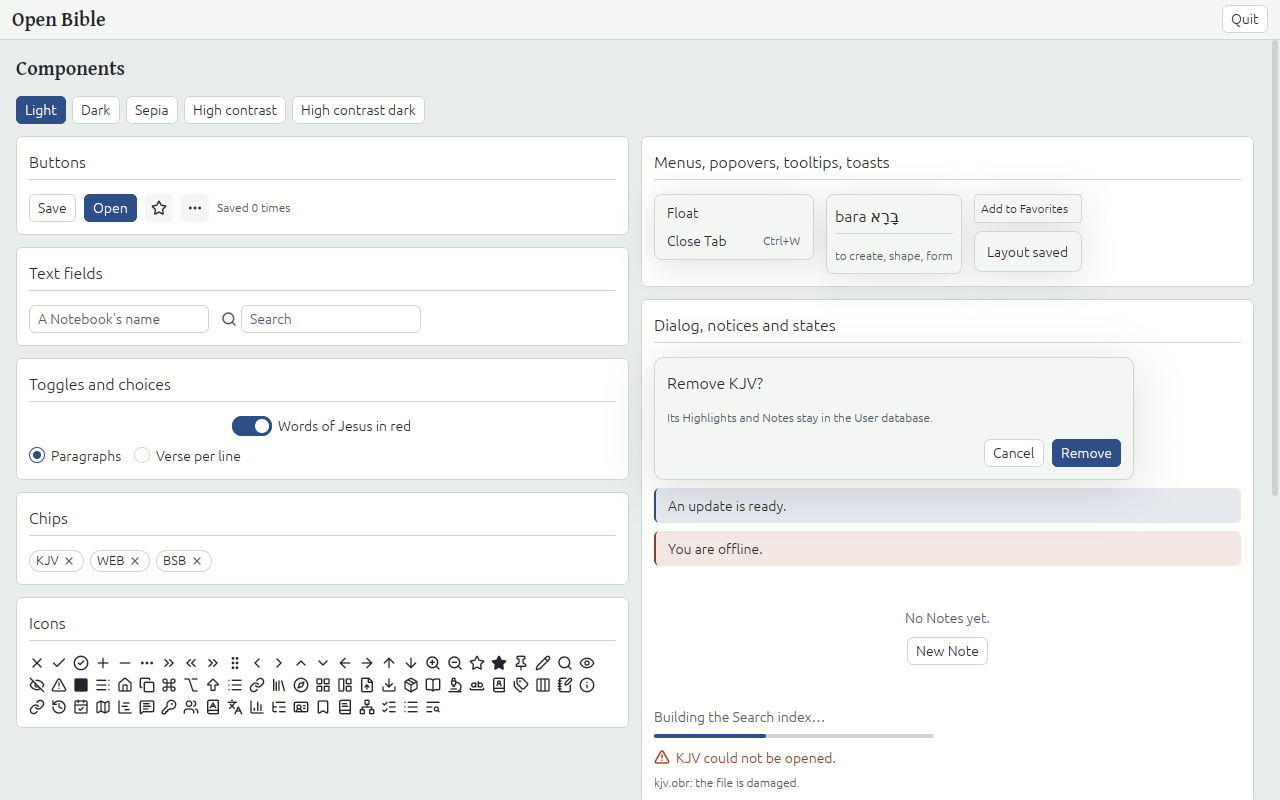 Open Bible
Quit
Components
Light
Dark
Sepia
High contrast
High contrast dark
Buttons
Save
Open
Saved 0 times
Text fields
A Notebook's name
Search
Toggles and choices
Words of Jesus in red
Paragraphs
Verse per line
Chips
KJV
WEB
BSB
Icons
Menus, popovers, tooltips, toasts
Float
Close Tab Ctrl+W
bara בָּרָא
to create, shape, form
Add to Favorites
Layout saved
Dialog, notices and states
Remove KJV?
Its Highlights and Notes stay in the User database.
Cancel
Remove
An update is ready.
You are offline.
No Notes yet.
New Note
Building the Search index…
KJV could not be opened.
kjv.obr: the file is damaged.